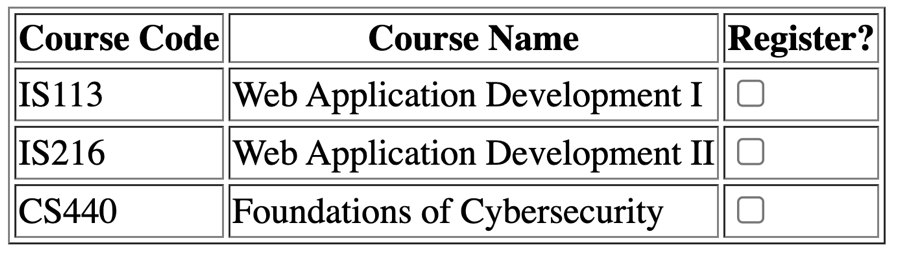 Course Code Course Name Register?
IS113 Web Application Development I
IS216 Web Application Development II
CS440 Foundations of Cybersecurity